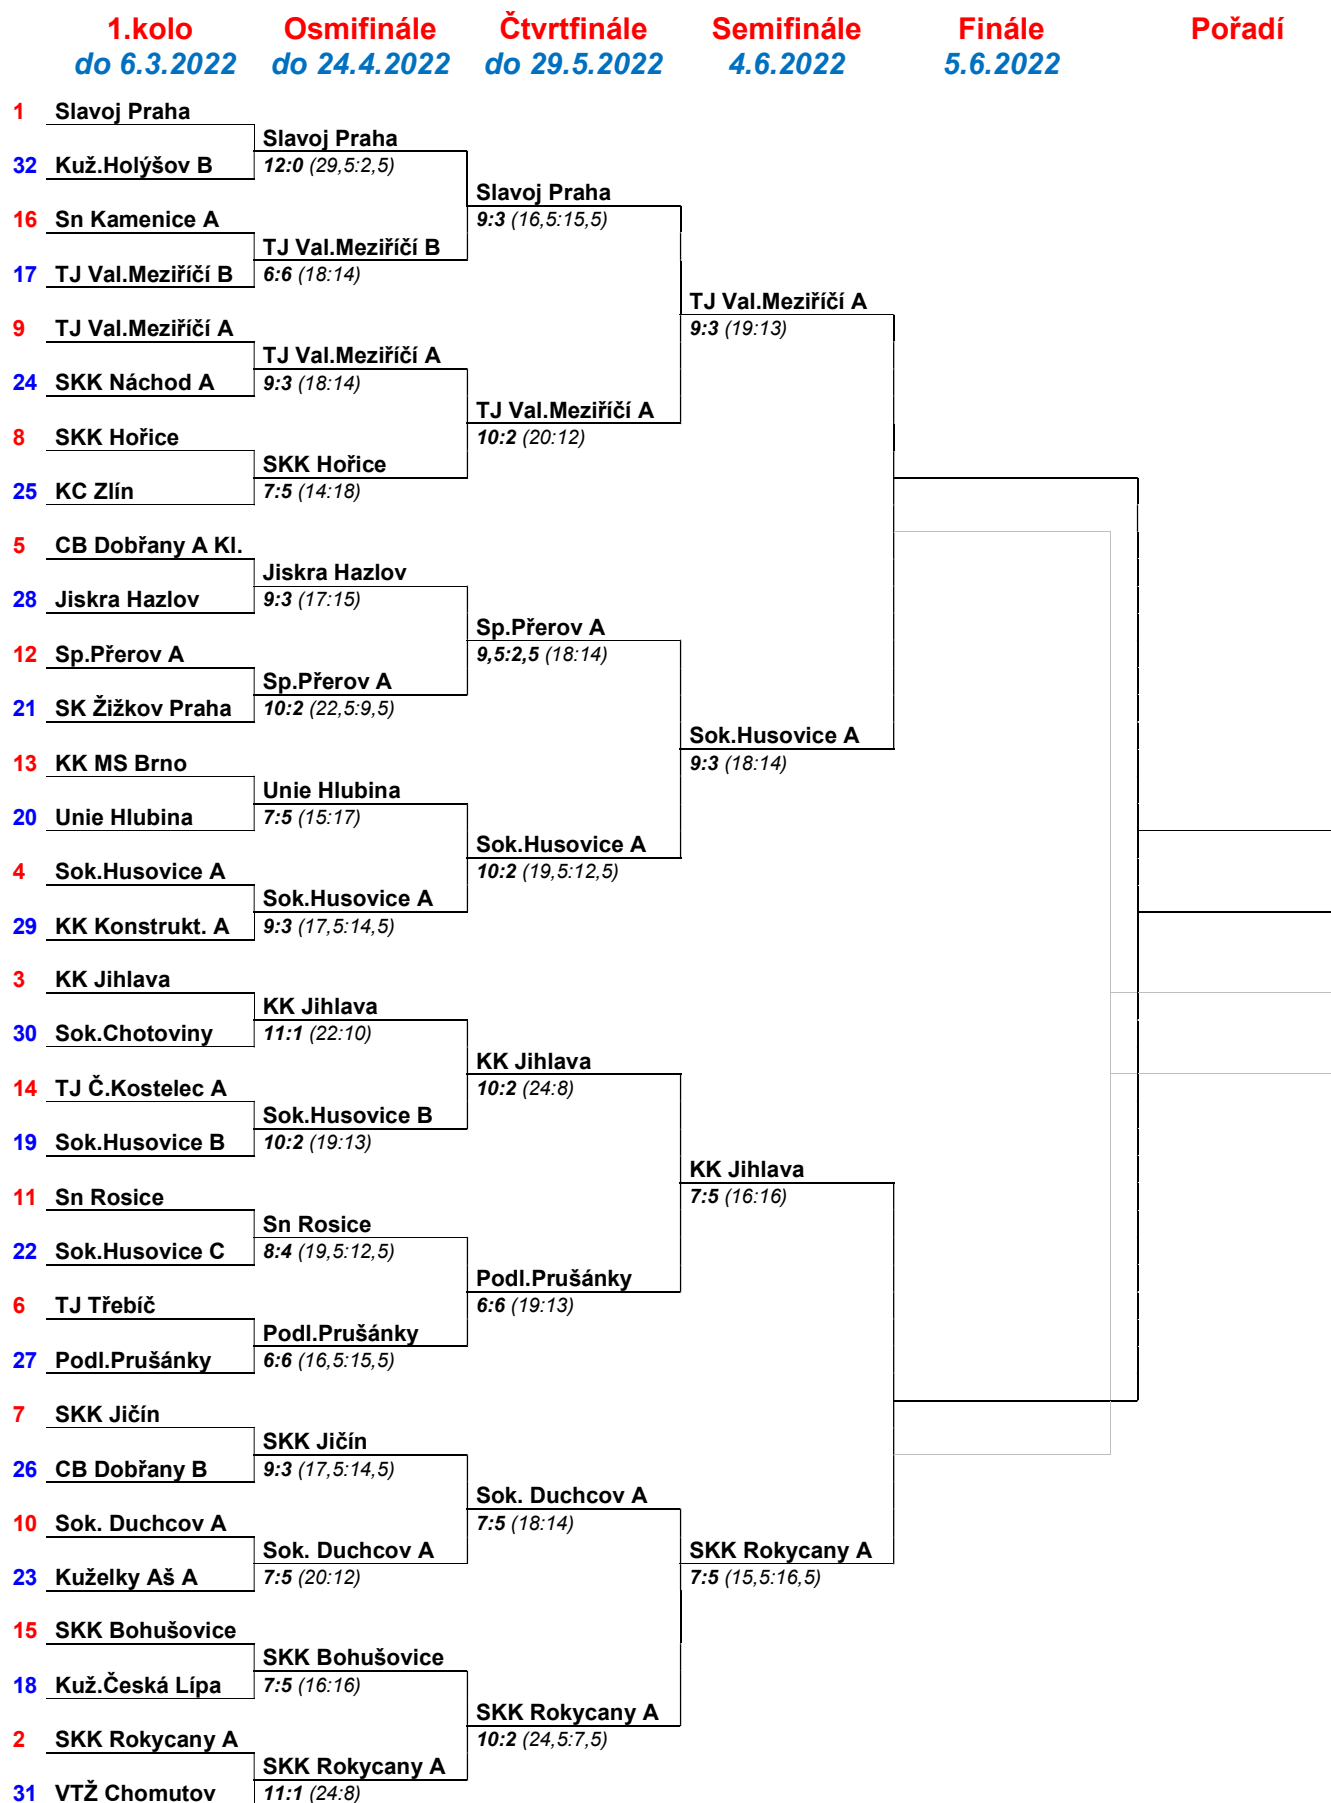 1.kolo Osmifinále Čtvrtfinále Semifinále Finále Pořadí
do 6.3.2022 do 24.4.2022 do 29.5.2022 4.6.2022 5.6.2022
1 Slavoj Praha
Slavoj Praha
32 Kuž.Holýšov B 12:0 (29,5:2,5)
Slavoj Praha
16 Sn Kamenice A 9:3 (16,5:15,5)
TJ Val.Meziříčí B
17 TJ Val.Meziříčí B 6:6 (18:14)
TJ Val.Meziříčí A
9 TJ Val.Meziříčí A 9:3 (19:13)
TJ Val.Meziříčí A
24 SKK Náchod A 9:3 (18:14)
TJ Val.Meziříčí A
8 SKK Hořice 10:2 (20:12)
SKK Hořice
25 KC Zlín 7:5 (14:18)
5 CB Dobřany A Kl.
Jiskra Hazlov
28 Jiskra Hazlov 9:3 (17:15)
Sp.Přerov A
12 Sp.Přerov A 9,5:2,5 (18:14)
Sp.Přerov A
21 SK Žižkov Praha 10:2 (22,5:9,5)
Sok.Husovice A
13 KK MS Brno 9:3 (18:14)
Unie Hlubina
20 Unie Hlubina 7:5 (15:17)
Sok.Husovice A
4 Sok.Husovice A 10:2 (19,5:12,5)
Sok.Husovice A
29 KK Konstrukt. A 9:3 (17,5:14,5)
3 KK Jihlava
KK Jihlava
30 Sok.Chotoviny 11:1 (22:10)
KK Jihlava
14 TJ Č.Kostelec A 10:2 (24:8)
Sok.Husovice B
19 Sok.Husovice B 10:2 (19:13)
KK Jihlava
11 Sn Rosice 7:5 (16:16)
Sn Rosice
22 Sok.Husovice C 8:4 (19,5:12,5)
Podl.Prušánky
6 TJ Třebíč 6:6 (19:13)
Podl.Prušánky
27 Podl.Prušánky 6:6 (16,5:15,5)
7 SKK Jičín
SKK Jičín
26 CB Dobřany B 9:3 (17,5:14,5)
Sok. Duchcov A
10 Sok. Duchcov A 7:5 (18:14)
Sok. Duchcov A SKK Rokycany A
23 Kuželky Aš A 7:5 (20:12) 7:5 (15,5:16,5)
15 SKK Bohušovice
SKK Bohušovice
18 Kuž.Česká Lípa 7:5 (16:16)
SKK Rokycany A
2 SKK Rokycany A 10:2 (24,5:7,5)
SKK Rokycany A
31 VTŽ Chomutov 11:1 (24:8)